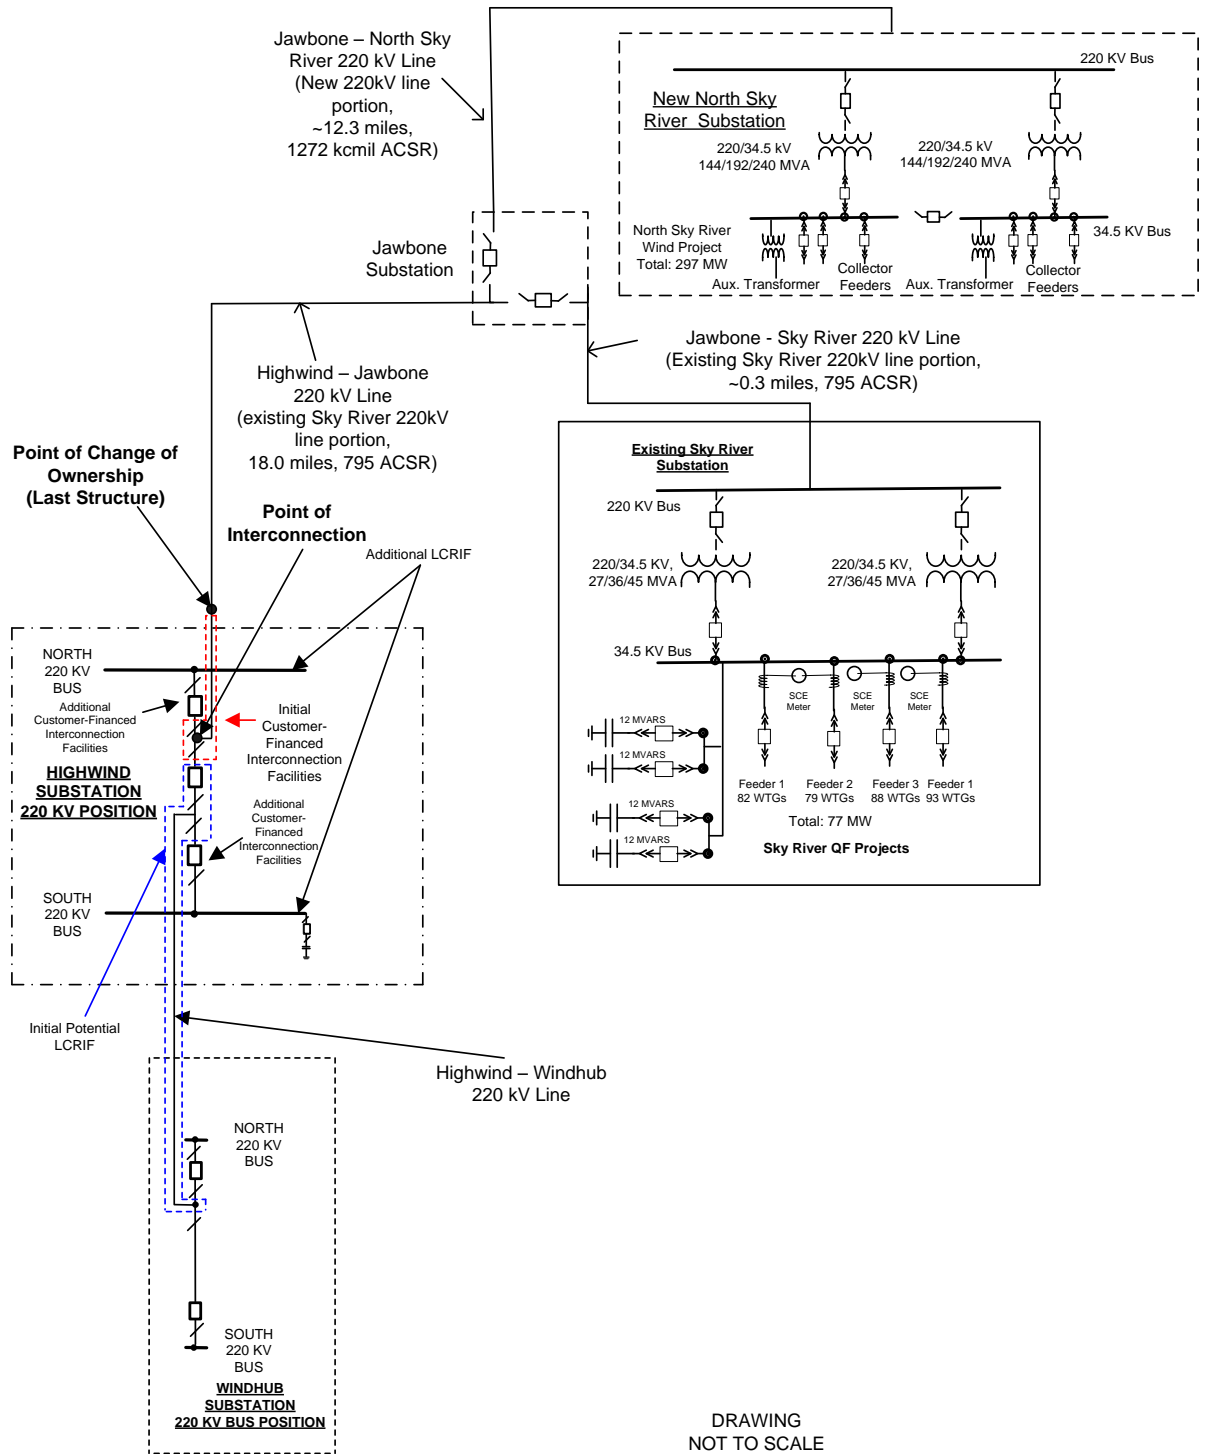 Jawbone – North Sky
River 220 kV Line
(New 220kV line
portion,
~12.3 miles,
1272 kcmil ACSR)
220 KV Bus
New North Sky
River  Substation
220/34.5 kV
144/192/240 MVA
220/34.5 kV
144/192/240 MVA
North Sky River
Wind Project
Total: 297 MW
34.5 KV Bus
Aux. Transformer
Collector
Feeders
Aux. Transformer
Collector
Feeders
Jawbone
Substation
Jawbone - Sky River 220 kV Line
(Existing Sky River 220kV line portion,
~0.3 miles, 795 ACSR)
Highwind – Jawbone
220 kV Line
(existing Sky River 220kV
line portion,
18.0 miles, 795 ACSR)
Point of Change of
Ownership
(Last Structure)
Point of
Interconnection
Additional LCRIF
Existing Sky River
Substation
220 KV Bus
220/34.5 KV,
27/36/45 MVA
220/34.5 KV,
27/36/45 MVA
34.5 KV Bus
SCE
Meter
SCE
Meter
SCE
Meter
12 MVARS
12 MVARS
12 MVARS
12 MVARS
Feeder 1
82 WTGs
Feeder 2
79 WTGs
Feeder 3
88 WTGs
Feeder 1
93 WTGs
Total: 77 MW
Sky River QF Projects
NORTH
220 KV
BUS
Additional
Customer-Financed
Interconnection
Facilities
Initial
Customer-
Financed
Interconnection
Facilities
HIGHWIND
SUBSTATION
220 KV POSITION
Additional
Customer-
Financed
Interconnection
Facilities
SOUTH
220 KV
BUS
Initial Potential
LCRIF
Highwind – Windhub
220 kV Line
NORTH
220 KV
BUS
SOUTH
220 KV
BUS
WINDHUB
SUBSTATION
220 KV BUS POSITION
DRAWING
NOT TO SCALE